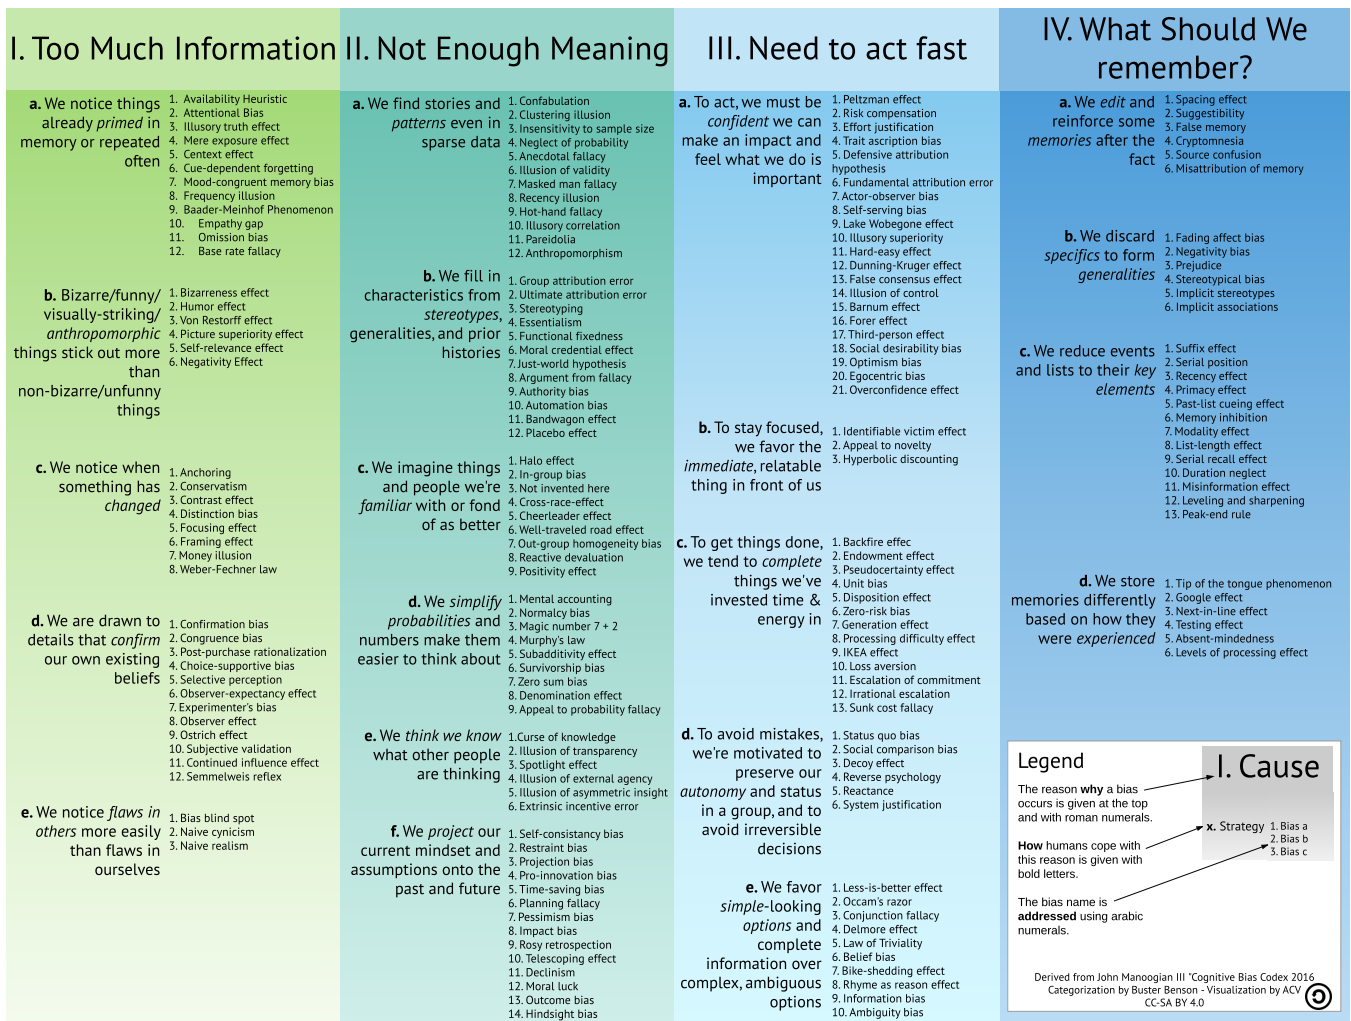 I. Too Much Information
a. We notice things
already primed in
memory or repeated
often
1. Availability Heuristic
2. Attentional Bias
3. Illusory truth effect
4. Mere exposure effect
5. Centext effect
6. Cue-dependent forgetting
7. Mood-congruent memory bias
8. Frequency illusion
9. Baader-Meinhof Phenomenon
10. Empathy gap
11. Omission bias
12. Base rate fallacy
b. Bizarre/funny/
visually-striking/
anthropomorphic
things stick out more
than
non-bizarre/unfunny
things
1. Bizarreness effect
2. Humor effect
3. Von Restorff effect
4. Picture superiority effect
5. Self-relevance effect
6. Negativity Effect
c. We notice when
something has
changed
1. Anchoring
2. Conservatism
3. Contrast effect
4. Distinction bias
5. Focusing effect
6. Framing effect
7. Money illusion
8. Weber-Fechner law
d. We are drawn to
details that confirm
our own existing
beliefs
1. Confirmation bias
2. Congruence bias
3. Post-purchase rationalization
4. Choice-supportive bias
5. Selective perception
6. Observer-expectancy effect
7. Experimenter's bias
8. Observer effect
9. Ostrich effect
10. Subjective validation
11. Continued influence effect
12. Semmelweis reflex
e. We notice flaws in
others more easily
than flaws in
ourselves
1. Bias blind spot
2. Naive cynicism
3. Naive realism
II. Not Enough Meaning
a. We find stories and
patterns even in
sparse data
1. Confabulation
2. Clustering illusion
3. Insensitivity to sample size
4. Neglect of probability
5. Anecdotal fallacy
6. Illusion of validity
7. Masked man fallacy
8. Recency illusion
9. Hot-hand fallacy
10. Illusory correlation
11. Pareidolia
12. Anthropomorphism
b. We fill in
characteristics from
stereotypes,
generalities, and prior
histories
1. Group attribution error
2. Ultimate attribution error
3. Stereotyping
4. Essentialism
5. Functional fixedness
6. Moral credential effect
7. Just-world hypothesis
8. Argument from fallacy
9. Authority bias
10. Automation bias
11. Bandwagon effect
12. Placebo effect
c. We imagine things
and people we're
familiar with or fond
of as better
1. Halo effect
2. In-group bias
3. Not invented here
4. Cross-race-effect
5. Cheerleader effect
6. Well-traveled road effect
7. Out-group homogeneity bias
8. Reactive devaluation
9. Positivity effect
d. We simplify
probabilities and
numbers make them
easier to think about
1. Mental accounting
2. Normalcy bias
3. Magic number 7 + 2
4. Murphy's law
5. Subadditivity effect
6. Survivorship bias
7. Zero sum bias
8. Denomination effect
9. Appeal to probability fallacy
e. We think we know
what other people
are thinking
1.Curse of knowledge
2. Illusion of transparency
3. Spotlight effect
4. Illusion of external agency
5. Illusion of asymmetric insight
6. Extrinsic incentive error
f. We project our
current mindset and
assumptions onto the
past and future
1. Self-consistancy bias
2. Restraint bias
3. Projection bias
4. Pro-innovation bias
5. Time-saving bias
6. Planning fallacy
7. Pessimism bias
8. Impact bias
9. Rosy retrospection
10. Telescoping effect
11. Declinism
12. Moral luck
13. Outcome bias
14. Hindsight bias
III. Need to act fast
a. To act, we must be
confident we can
make an impact and
feel what we do is
important
1. Peltzman effect
2. Risk compensation
3. Effort justification
4. Trait ascription bias
5. Defensive attribution
hypothesis
6. Fundamental attribution error
7. Actor-observer bias
8. Self-serving bias
9. Lake Wobegone effect
10. Illusory superiority
11. Hard-easy effect
12. Dunning-Kruger effect
13. False consensus effect
14. Illusion of control
15. Barnum effect
16. Forer effect
17. Third-person effect
18. Social desirability bias
19. Optimism bias
20. Egocentric bias
21. Overconfidence effect
b. To stay focused,
we favor the
immediate, relatable
thing in front of us
1. Identifiable victim effect
2. Appeal to novelty
3. Hyperbolic discounting
c. To get things done,
we tend to complete
things we've
invested time &
energy in
1. Backfire effec
2. Endowment effect
3. Pseudocertainty effect
4. Unit bias
5. Disposition effect
6. Zero-risk bias
7. Generation effect
8. Processing difficulty effect
9. IKEA effect
10. Loss aversion
11. Escalation of commitment
12. Irrational escalation
13. Sunk cost fallacy
d. To avoid mistakes,
we're motivated to
preserve our
autonomy and status
in a group, and to
avoid irreversible
decisions
1. Status quo bias
2. Social comparison bias
3. Decoy effect
4. Reverse psychology
5. Reactance
6. System justification
e. We favor
simple-looking
options and
complete
information over
complex, ambiguous
options
1. Less-is-better effect
2. Occam's razor
3. Conjunction fallacy
4. Delmore effect
5. Law of Triviality
6. Belief bias
7. Bike-shedding effect
8. Rhyme as reason effect
9. Information bias
10. Ambiguity bias
IV. What Should We
remember?
a. We edit and
reinforce some
memories after the
fact
1. Spacing effect
2. Suggestibility
3. False memory
4. Cryptomnesia
5. Source confusion
6. Misattribution of memory
b. We discard
specifics to form
generalities
1. Fading affect bias
2. Negativity bias
3. Prejudice
4. Stereotypical bias
5. Implicit stereotypes
6. Implicit associations
c. We reduce events
and lists to their key
elements
1. Suffix effect
2. Serial position
3. Recency effect
4. Primacy effect
5. Past-list cueing effect
6. Memory inhibition
7. Modality effect
8. List-length effect
9. Serial recall effect
10. Duration neglect
11. Misinformation effect
12. Leveling and sharpening
13. Peak-end rule
d. We store
memories differently
based on how they
were experienced
1. Tip of the tongue phenomenon
2. Google effect
3. Next-in-line effect
4. Testing effect
5. Absent-mindedness
6. Levels of processing effect
Legend
The reason why a bias
occurs is given at the top
and with roman numerals.
How humans cope with
this reason is given with
bold letters.
The bias name is
addressed using arabic
numerals.
I. Cause
x. Strategy
1. Bias a
2. Bias b
3. Bias c
Derived from John Manoogian III "Cognitive Bias Codex 2016
Categorization by Buster Benson - Visualization by ACV
CC-SA BY 4.0